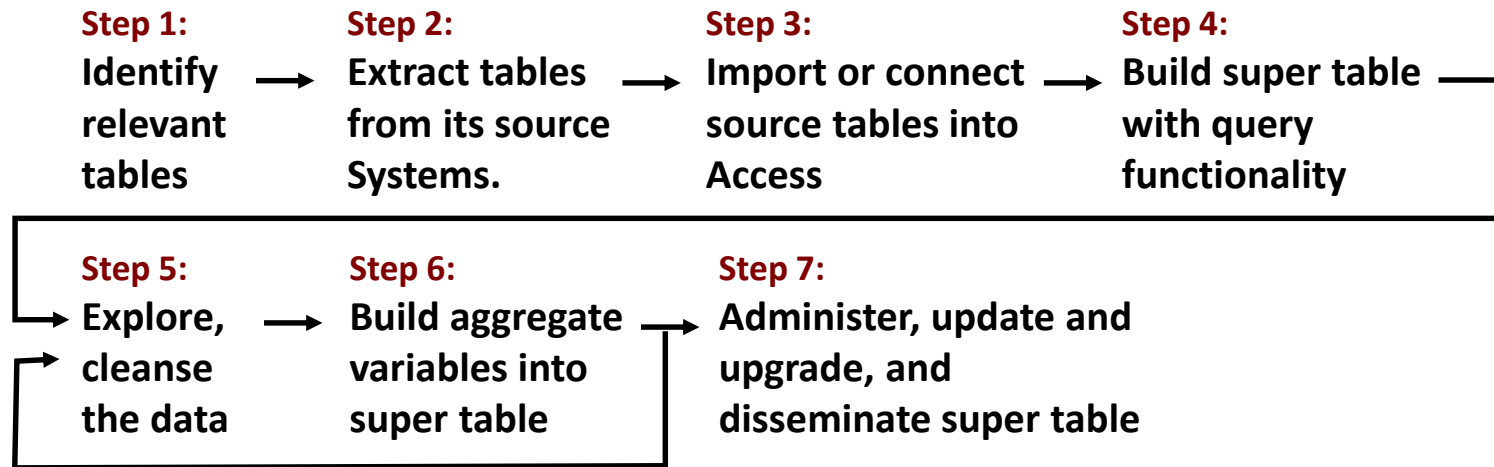 Step 1:
Identify
relevant
tables
Step 2:
Extract tables
from its source
Systems.
Step 3:
Import or connect
source tables into
Access
Step 4:
Build super table
with query
functionality
Step 5:
Explore,
cleanse
the data
Step 6:
Build aggregate
variables into
super table
Step 7:
Administer, update and
upgrade, and
disseminate super table